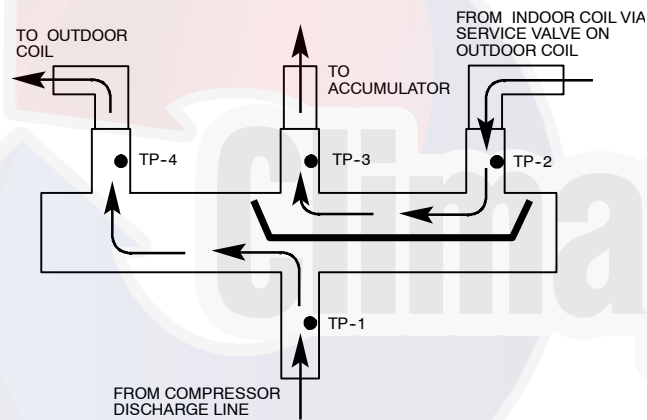 TO OUTDOOR
COIL
TO
ACCUMULATOR
FROM INDOOR COIL VIA
SERVICE VALVE ON
OUTDOOR COIL
TP-4
TP-3
TP-2
TP-1
FROM COMPRESSOR
DISCHARGE LINE
Clima